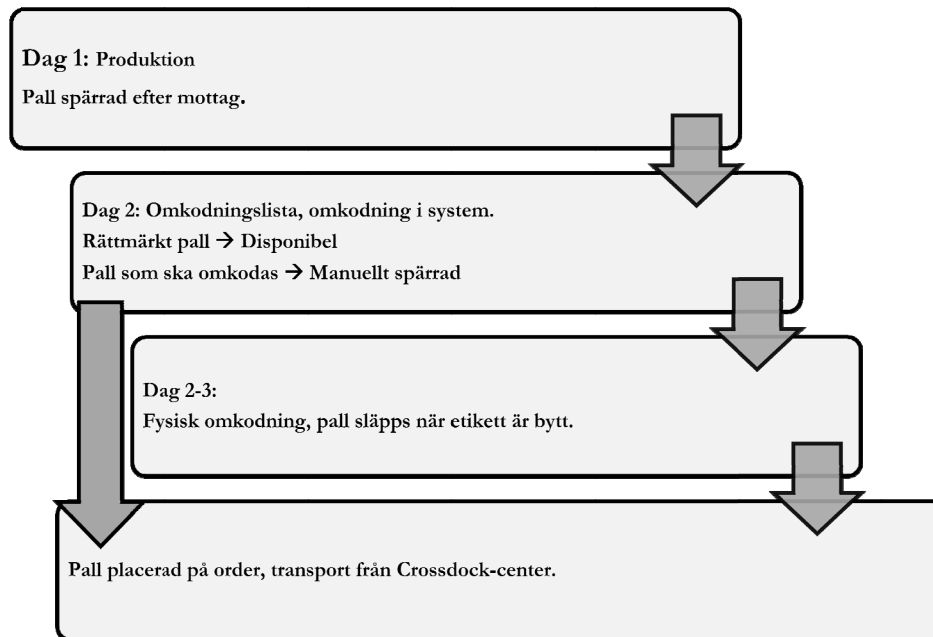 Dag 1: Produktion
Pall spärrad efter mottag.
Dag 2: Omkodningslista, omkodning i system.
Rättmärkt pall → Disponibel
Pall som ska omkodas → Manuellt spärrad
Dag 2-3:
Fysisk omkodning, pall släpps när etikett är bytt.
Pall placerad på order, transport från Crossdock-center.